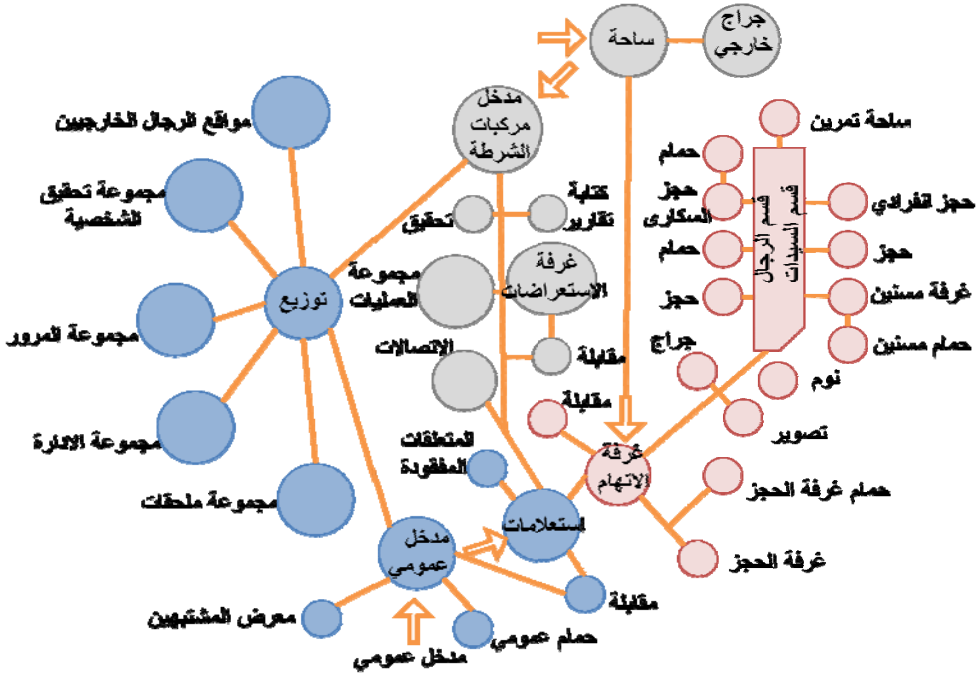 جراج
خارجي
ساحة
مدخل
مركبات
الشرطة
مواقع الرجال الخارجيين
مجموعة تحقيق
الشخصية
توزيع
مجموعة المرور
مجموعة الادارة
مجموعة ملحقات
كتابة
تقارير
تحقيق
غرفة
الاستعراضات
مجموعة
العمليات
مقابلة
الاتصالات
ساحة تمرين
حمام
حجز
السكارى
حمام
حجز
قسم السيدات
قسم الرجال
حجز انفرادي
حجز
غرفة مسنين
حمام مسنين
جراج
نوم
تصوير
مقابلة
غرفة
الاتهام
حمام غرفة الحجز
غرفة الحجز
المتعلقات
المفقودة
استعلامات
مدخل
عمومي
مقابلة
معرض المشتبهين
حمام عمومي
مدخل عمومي